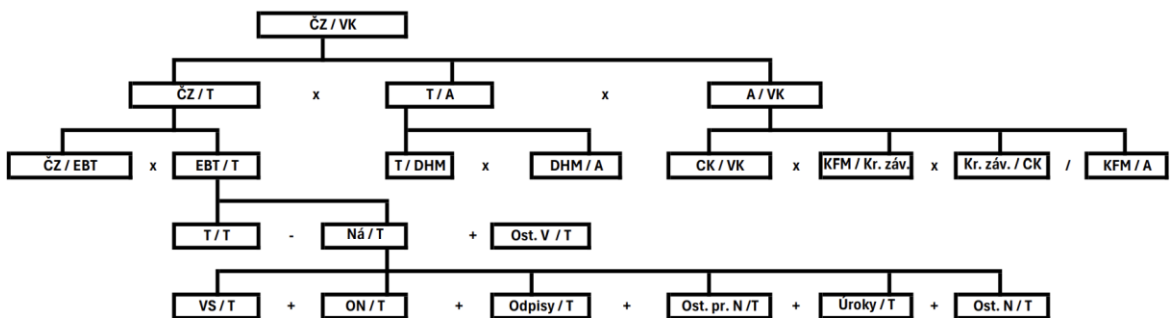 ČZ / VK
ČZ / T x T / A x A / VK
ČZ / EBT x EBT / T T / DHM x DHM / A CK / VK x KFM / Kr. záv. x Kr. záv. / CK / KFM / A
T / T - Ná / T + Ost. V / T
VS / T + ON / T + Odpisy / T + Ost. pr. N /T + Úroky / T + Ost. N / T